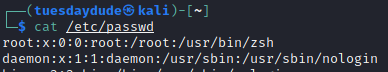 ┌──(tuesdaydude㉿kali)-[~]
└─$ cat /etc/passwd
root:x:0:0:root:/root:/usr/bin/zsh
daemon:x:1:1:daemon:/usr/sbin:/usr/sbin/nologin